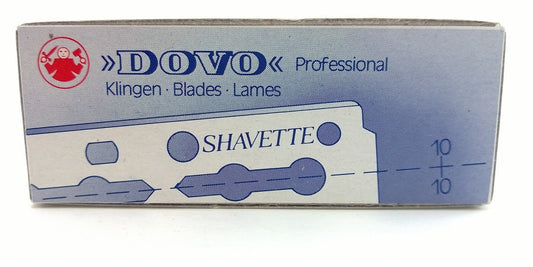 »DOVO« Professional
Klingen · Blades · Lames
SHAVETTE
10
10